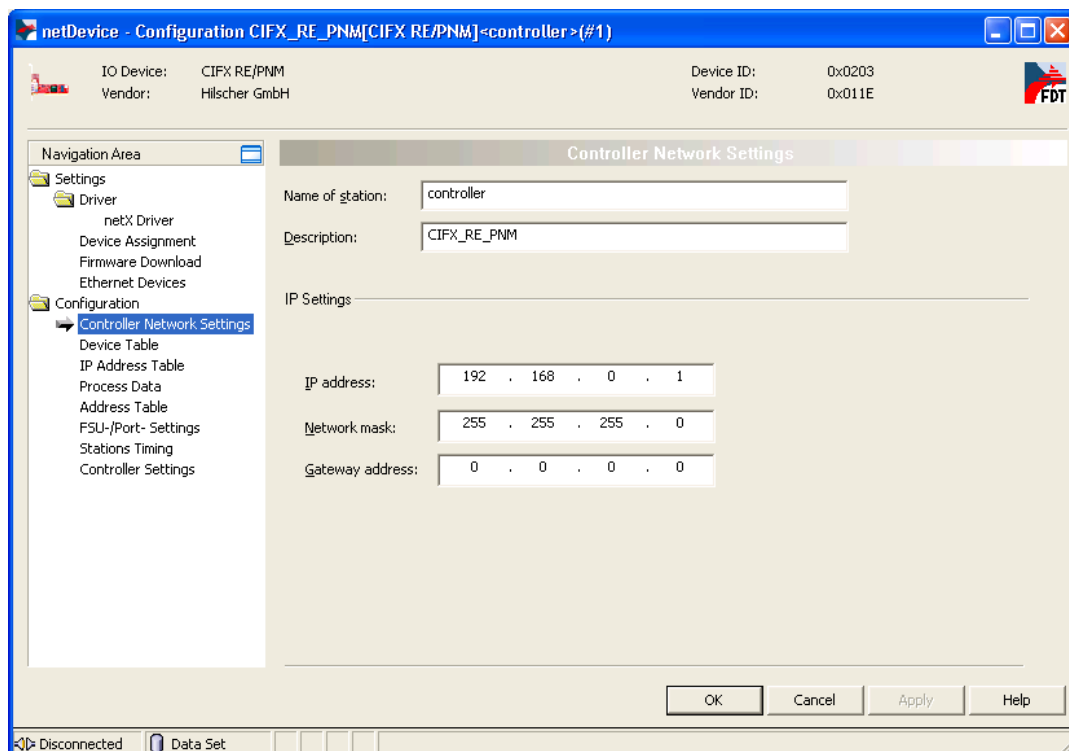 netDevice - Configuration CIFX_RE_PNM[CIFX RE/PNM]<controller>(#1)
IO Device: CIFX RE/PNM Device ID: 0x0203
Vendor: Hilscher GmbH Vendor ID: 0x011E
FDT
Navigation Area
Settings
Driver
netX Driver
Device Assignment
Firmware Download
Ethernet Devices
Configuration
Controller Network Settings
Device Table
IP Address Table
Process Data
Address Table
FSU-/Port- Settings
Stations Timing
Controller Settings
Controller Network Settings
Name of station: controller
Description: CIFX_RE_PNM
IP Settings
IP address: 192 . 168 . 0 . 1
Network mask: 255 . 255 . 255 . 0
Gateway address: 0 . 0 . 0 . 0
OK Cancel Apply Help
Disconnected Data Set